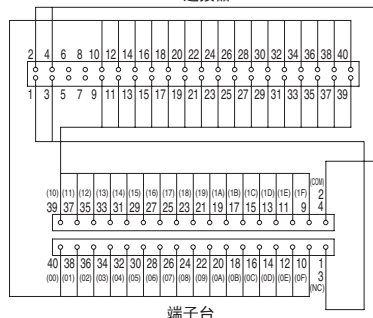 连接器
2 4 6 8 10 12 14 16 18 20 22 24 26 28 30 32 34 36 38 40
1 3 5 7 9 11 13 15 17 19 21 23 25 27 29 31 33 35 37 39
(10) (11) (12) (13) (14) (15) (16) (17) (18) (19) (1A) (1B) (1C) (1D) (1E) (1F) (COM) 2
39 37 35 33 31 29 27 25 23 21 19 17 15 13 11 9 4
40 38 36 34 32 30 28 26 24 22 20 18 16 14 12 10 1
(00) (01) (02) (03) (04) (05) (06) (07) (08) (09) (0A) (0B) (0C) (0D) (0E) (0F) 3
(NC)
端子台